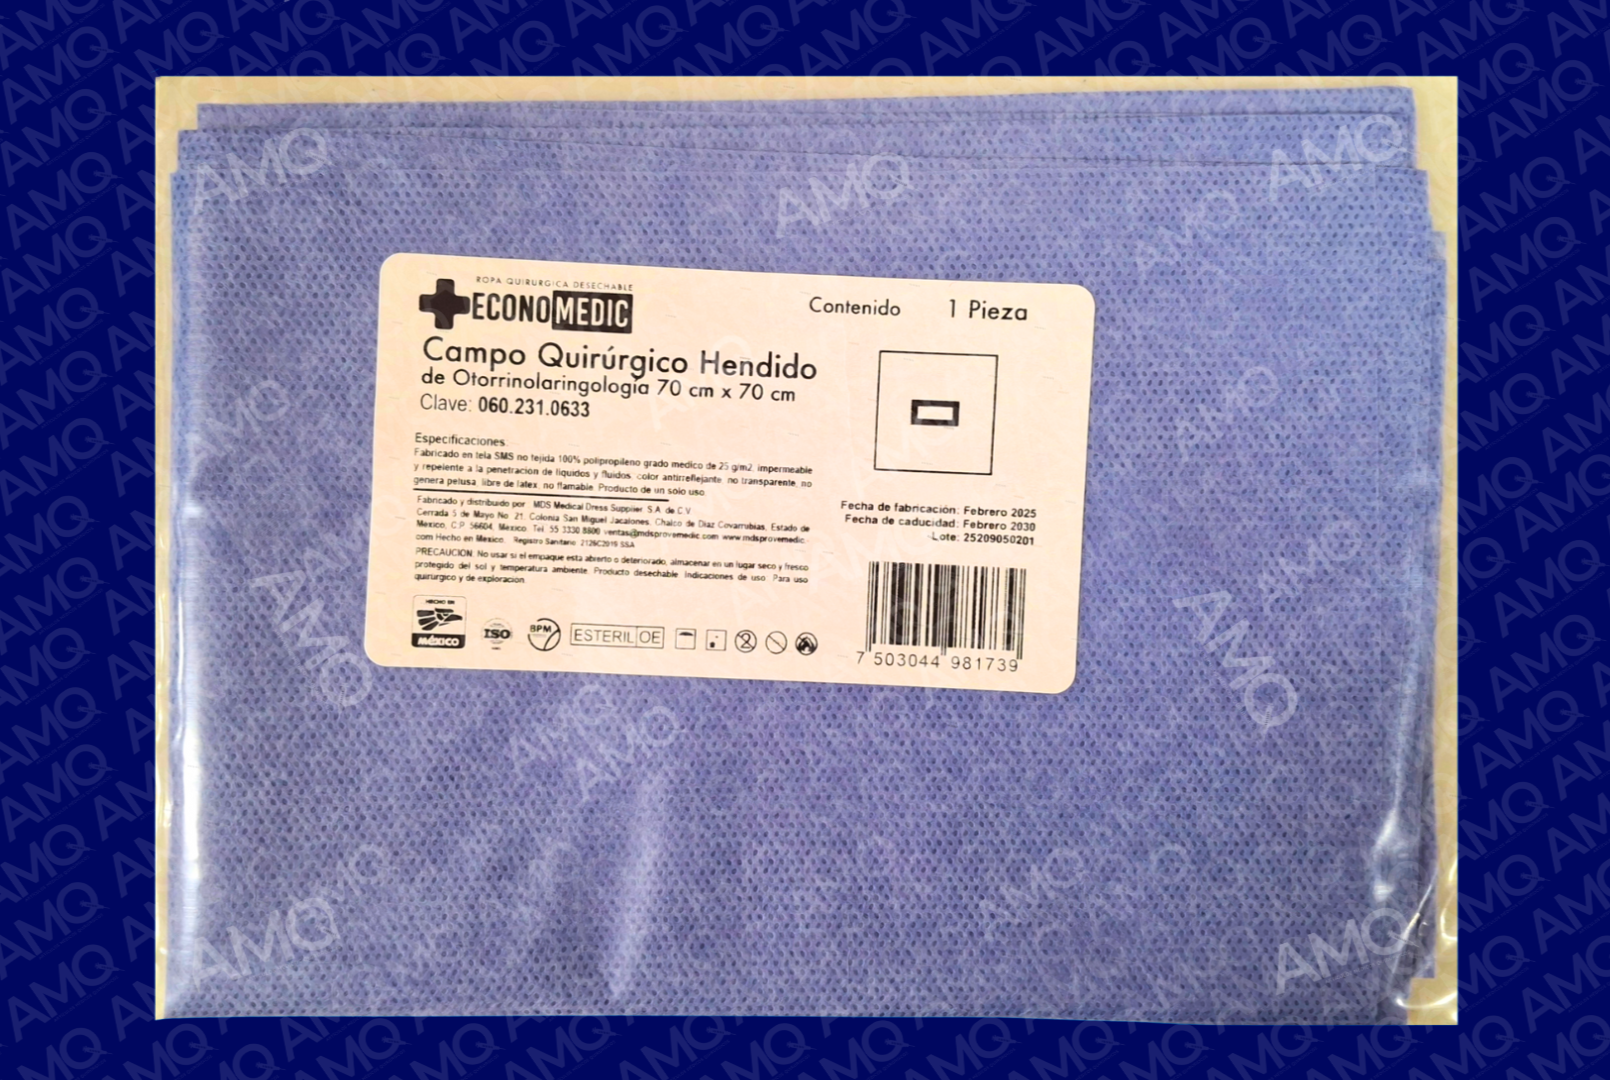 ROPA QUIRURGICA DESECHABLE
ECONOMEDIC
Contenido 1 Pieza
Campo Quirúrgico Hendido
de Otorrinolaringología 70 cm x 70 cm
Clave: 060.231.0633
Especificaciones
Fabricado en tela SMS no tejida 100% polipropileno grado medico de 25 g/m2, impermeable
y repelente a la penetracion de liquidos y fluidos, color antirreflejante, no transparente, no
genera pelusa, libre de latex, no flamable. Producto de un solo uso.
Fabricado y distribuido por MDS Medical Dress Supplier S.A. de C.V.
Cerrada 5 de Mayo No. 21, Colonia San Miguel Jacalones, Chalco de Diaz Covarrubias, Estado de
Mexico, C.P. 56604, Mexico. Tel. 55 3330 8800 ventas@mdsprovemedic.com www.mdsprovemedic.
com Hecho en Mexico. Registro Sanitario 2126C2019 SSA
PRECAUCION: No usar si el empaque esta abierto o deteriorado, almacenar en un lugar seco y fresco
protegido del sol y temperatura ambiente. Producto desechable. Indicaciones de uso: Para uso
quirurgico y de exploracion.
Fecha de fabricación: Febrero 2025
Fecha de caducidad: Febrero 2030
Lote: 25209050201
HECHO EN
MÉXICO
ISO
BPM
ESTERIL OE
7 503044 981739
AMQ